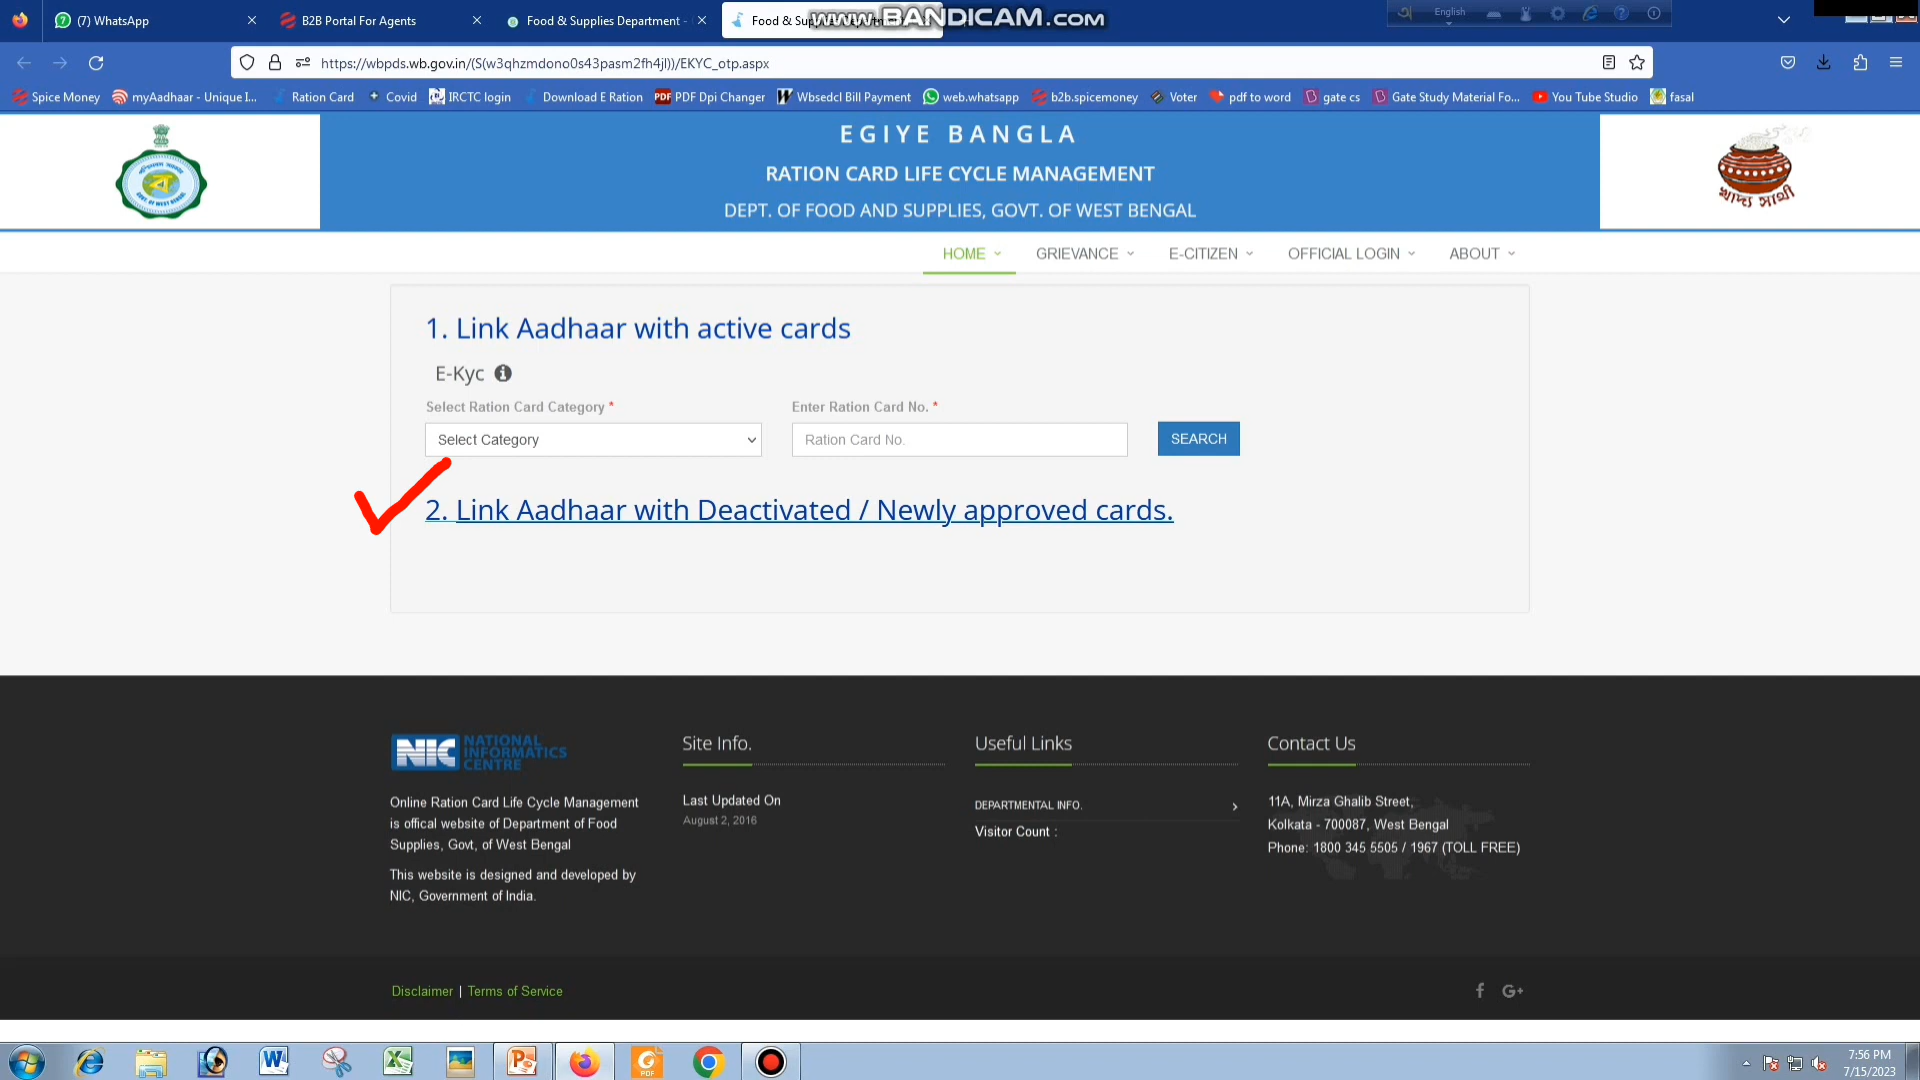 (7) WhatsApp
B2B Portal For Agents
Food & Supplies Department -
www.BANDICAM.com
English
https://wbpds.wb.gov.in/(S(w3qhzmdono0s43pasm2fh4jl))/EKYC_otp.aspx
Spice Money
myAadhaar - Unique I...
Ration Card
Covid
IRCTC login
Download E Ration
PDF Dpi Changer
Wbsedcl Bill Payment
web.whatsapp
b2b.spicemoney
Voter
pdf to word
gate cs
Gate Study Material Fo...
You Tube Studio
fasal
EGIYE BANGLA
RATION CARD LIFE CYCLE MANAGEMENT
DEPT. OF FOOD AND SUPPLIES, GOVT. OF WEST BENGAL
খাদ্য সাথী
HOME
GRIEVANCE
E-CITIZEN
OFFICIAL LOGIN
ABOUT
1. Link Aadhaar with active cards
E-Kyc
Select Ration Card Category *
Enter Ration Card No. *
Select Category
Ration Card No.
SEARCH
2. Link Aadhaar with Deactivated / Newly approved cards.
NIC NATIONAL INFORMATICS CENTRE
Online Ration Card Life Cycle Management
is offical website of Department of Food
Supplies, Govt, of West Bengal
This website is designed and developed by
NIC, Government of India.
Site Info.
Last Updated On
August 2, 2016
Useful Links
DEPARTMENTAL INFO.
Visitor Count :
Contact Us
11A, Mirza Ghalib Street,
Kolkata - 700087, West Bengal
Phone: 1800 345 5505 / 1967 (TOLL FREE)
Disclaimer | Terms of Service
7:56 PM
7/15/2023